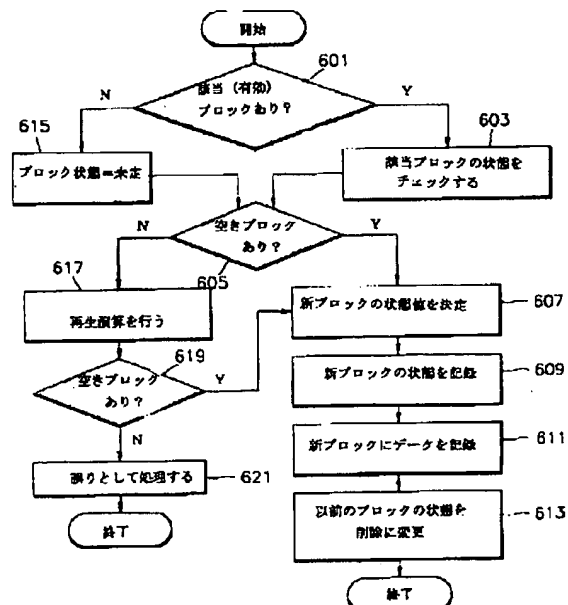 開始
601
該当(有効)
ブロックあり?
N
Y
615
603
ブロック状態=未定
該当ブロックの状態を
チェックする
空きブロック
あり?
N
Y
605
617
再生演算を行う
新ブロックの状態値を決定
607
619
空きブロック
あり?
Y
N
新ブロックの状態を記録
609
新ブロックにデータを記録
611
誤りとして処理する
621
以前のブロックの状態を
削除に変更
613
終了
終了